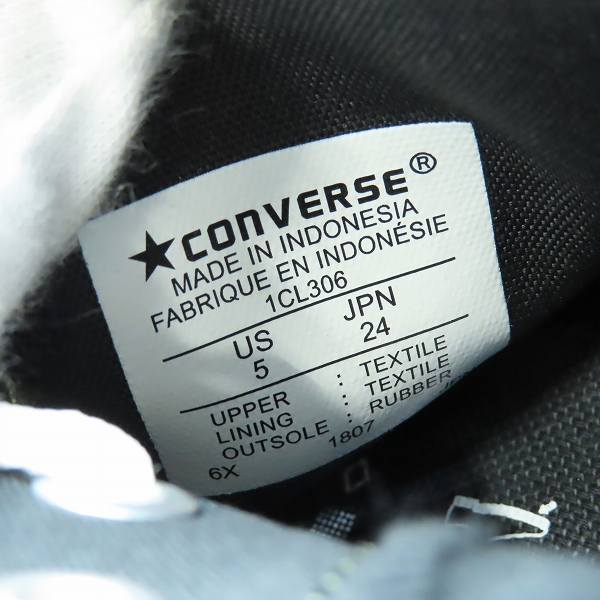 ★CONVERSE®
MADE IN INDONESIA
FABRIQUE EN INDONÉSIE
1CL306
US JPN
5 24
UPPER : TEXTILE
LINING : TEXTILE
OUTSOLE : RUBBER
6X 1807